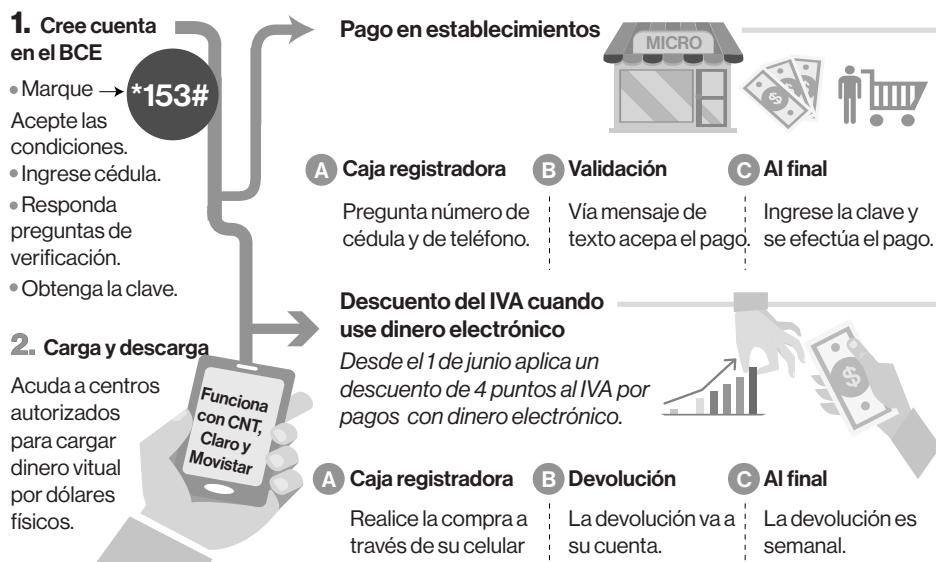 1. Cree cuenta
en el BCE
• Marque → *153#
Acepte las
condiciones.
• Ingrese cédula.
• Responda
preguntas de
verificación.
• Obtenga la clave.
2. Carga y descarga
Acuda a centros
autorizados
para cargar
dinero vitual
por dólares
físicos.
Funciona
con CNT,
Claro y
Movistar
Pago en establecimientos
MICRO
A Caja registradora
Pregunta número de
cédula y de teléfono.
B Validación
Vía mensaje de
texto acepa el pago.
C Al final
Ingrese la clave y
se efectúa el pago.
Descuento del IVA cuando
use dinero electrónico
Desde el 1 de junio aplica un
descuento de 4 puntos al IVA por
pagos con dinero electrónico.
A Caja registradora
Realice la compra a
través de su celular
B Devolución
La devolución va a
su cuenta.
C Al final
La devolución es
semanal.